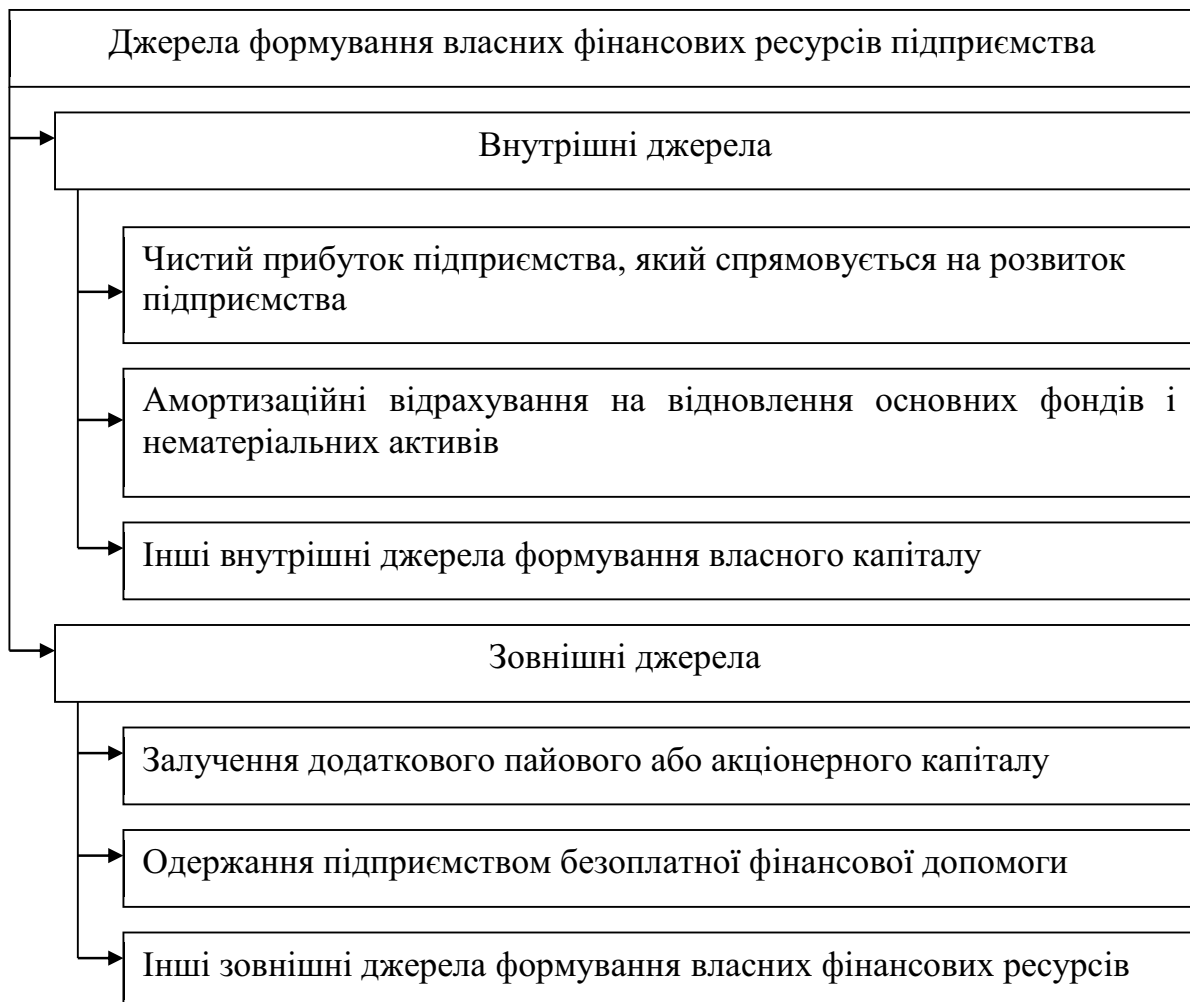 Джерела формування власних фінансових ресурсів підприємства
Внутрішні джерела
Чистий прибуток підприємства, який спрямовується на розвиток
підприємства
Амортизаційні відрахування на відновлення основних фондів і
нематеріальних активів
Інші внутрішні джерела формування власного капіталу
Зовнішні джерела
Залучення додаткового пайового або акціонерного капіталу
Одержання підприємством безоплатної фінансової допомоги
Інші зовнішні джерела формування власних фінансових ресурсів